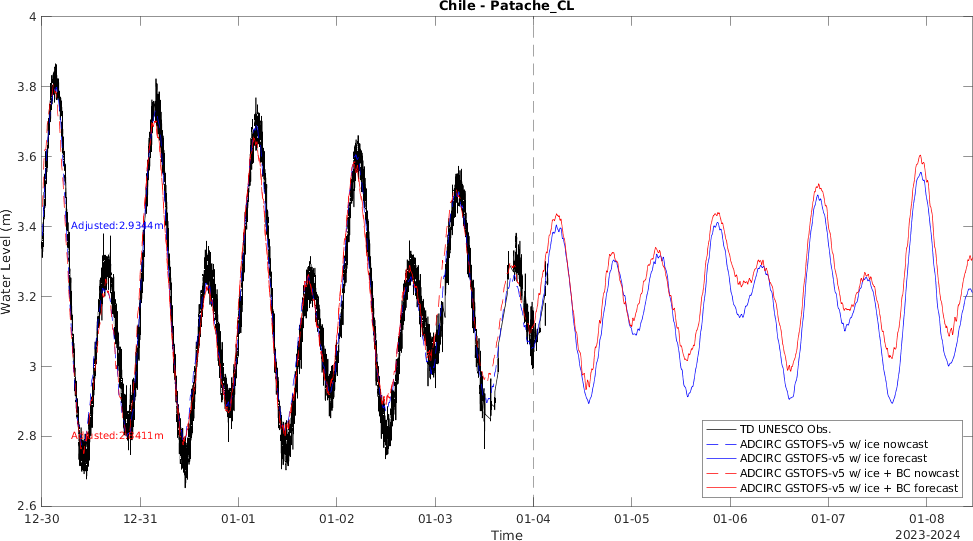 Chile - Patache_CL
Water Level (m)
4
3.8
3.6
3.4
3.2
3
2.8
2.6
Adjusted:2.9344m
12-30
12-31
01-01
01-02
01-03
01-04
01-05
01-06
01-07
01-08
Time
2023-2024
TD UNESCO Obs.
ADCIRC GSTOFS-v5 w/ ice nowcast
ADCIRC GSTOFS-v5 w/ ice forecast
ADCIRC GSTOFS-v5 w/ ice + BC nowcast
ADCIRC GSTOFS-v5 w/ ice + BC forecast